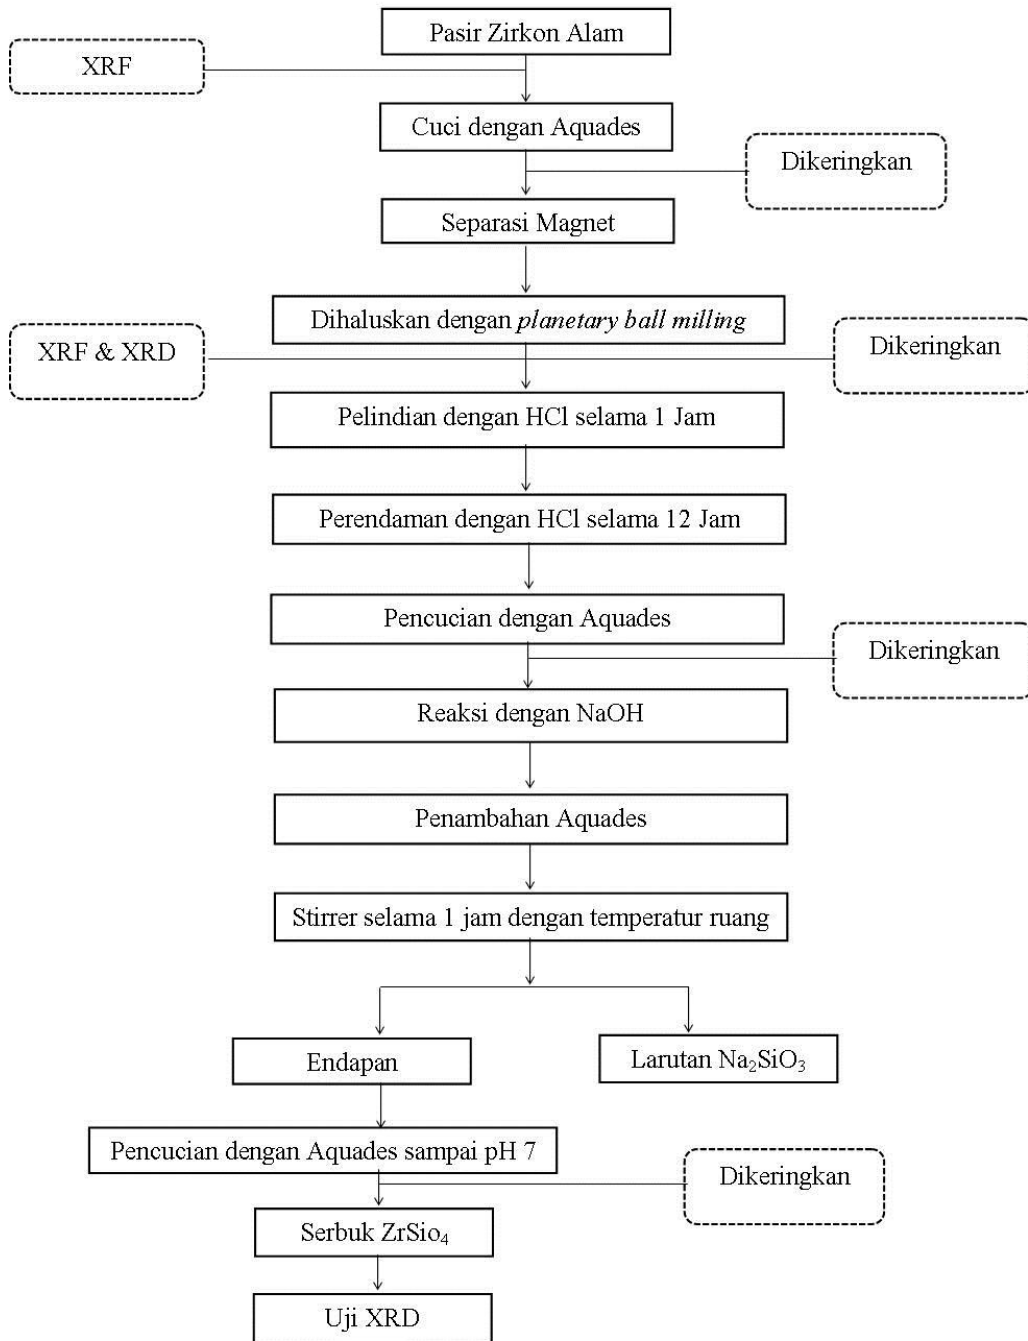 Pasir Zirkon Alam
XRF
Cuci dengan Aquades
Dikeringkan
Separasi Magnet
Dihaluskan dengan planetary ball milling
XRF & XRD
Dikeringkan
Pelindian dengan HCl selama 1 Jam
Perendaman dengan HCl selama 12 Jam
Pencucian dengan Aquades
Dikeringkan
Reaksi dengan NaOH
Penambahan Aquades
Stirrer selama 1 jam dengan temperatur ruang
Endapan
Larutan Na₂SiO₃
Pencucian dengan Aquades sampai pH 7
Dikeringkan
Serbuk ZrSio₄
Uji XRD